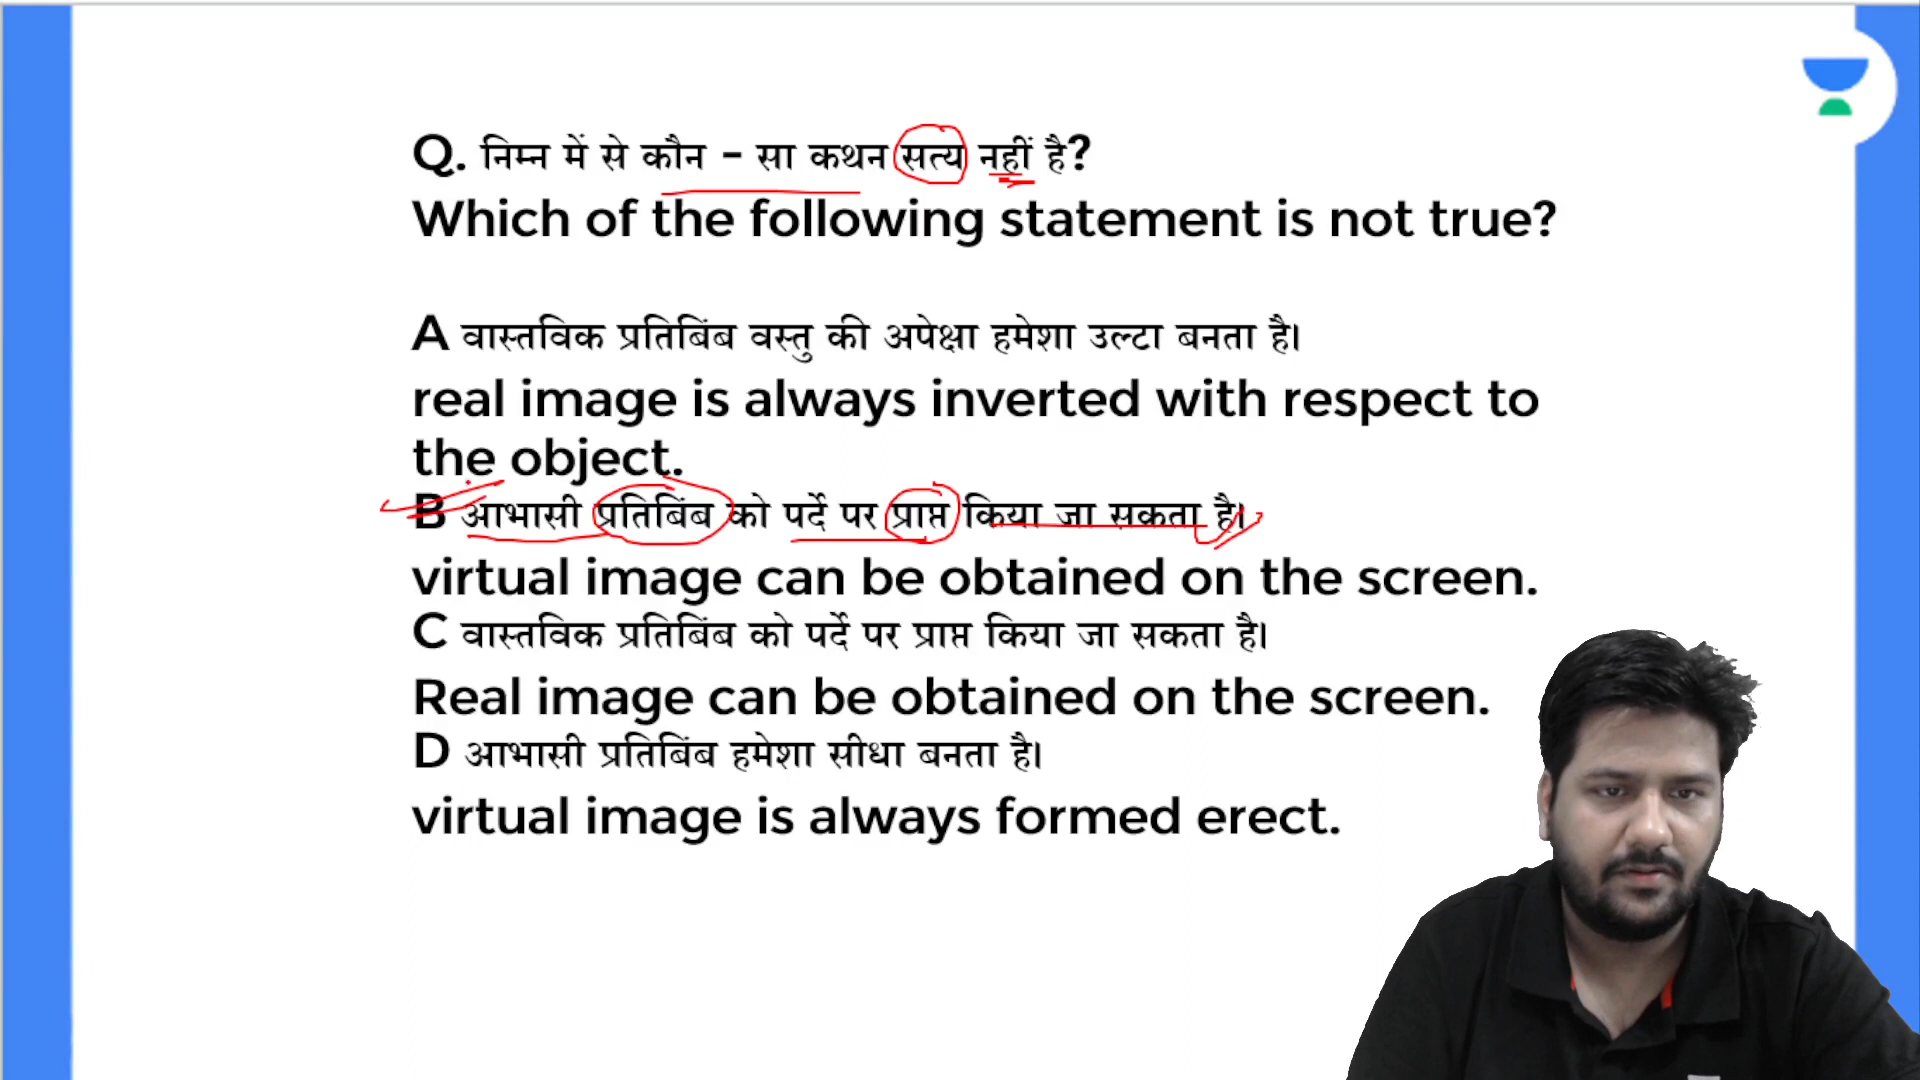 Q. निम्न में से कौन - सा कथन सत्य नहीं है?
Which of the following statement is not true?
A वास्तविक प्रतिबिंब वस्तु की अपेक्षा हमेशा उल्टा बनता है।
real image is always inverted with respect to
the object.
B आभासी प्रतिबिंब को पर्दे पर प्राप्त किया जा सकता है।
virtual image can be obtained on the screen.
C वास्तविक प्रतिबिंब को पर्दे पर प्राप्त किया जा सकता है।
Real image can be obtained on the screen.
D आभासी प्रतिबिंब हमेशा सीधा बनता है।
virtual image is always formed erect.